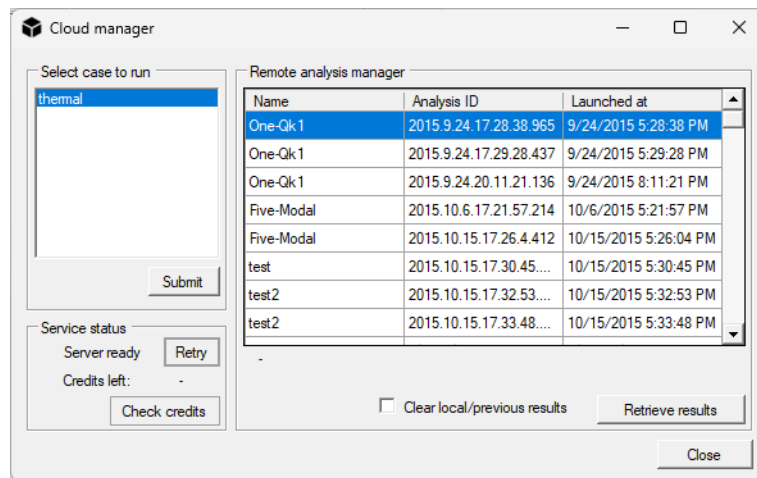 Cloud manager
Select case to run
thermal
Submit
Service status
Server ready Retry
Credits left: -
Check credits
Remote analysis manager
Name Analysis ID Launched at
One-Qk1 2015.9.24.17.28.38.965 9/24/2015 5:28:38 PM
One-Qk1 2015.9.24.17.29.28.437 9/24/2015 5:29:28 PM
One-Qk1 2015.9.24.20.11.21.136 9/24/2015 8:11:21 PM
Five-Modal 2015.10.6.17.21.57.214 10/6/2015 5:21:57 PM
Five-Modal 2015.10.15.17.26.4.412 10/15/2015 5:26:04 PM
test 2015.10.15.17.30.45.... 10/15/2015 5:30:45 PM
test2 2015.10.15.17.32.53.... 10/15/2015 5:32:53 PM
test2 2015.10.15.17.33.48.... 10/15/2015 5:33:48 PM
-
Clear local/previous results Retrieve results
Close